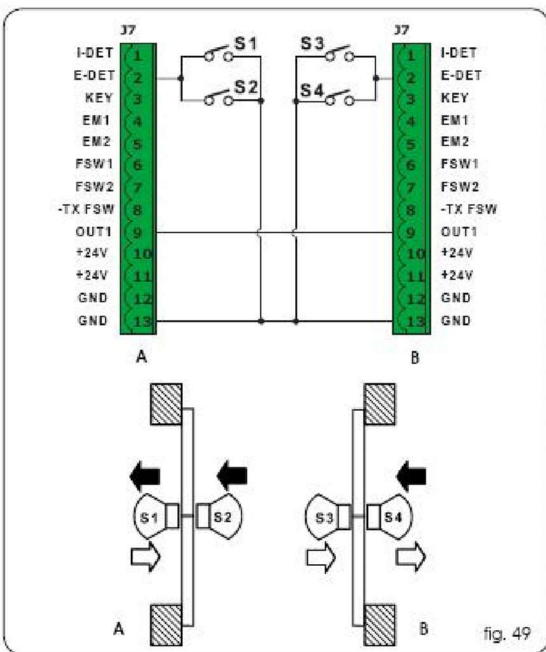 J7 J7
I-DET 1 S1 S3 1 I-DET
E-DET 2 2 E-DET
KEY 3 S2 S4 3 KEY
EM1 4 4 EM1
EM2 5 5 EM2
FSW1 6 6 FSW1
FSW2 7 7 FSW2
-TX FSW 8 8 -TX FSW
OUT1 9 9 OUT1
+24V 10 10 +24V
+24V 11 11 +24V
GND 12 12 GND
GND 13 13 GND
A B
S1 S2 S3 S4
A B
fig. 49